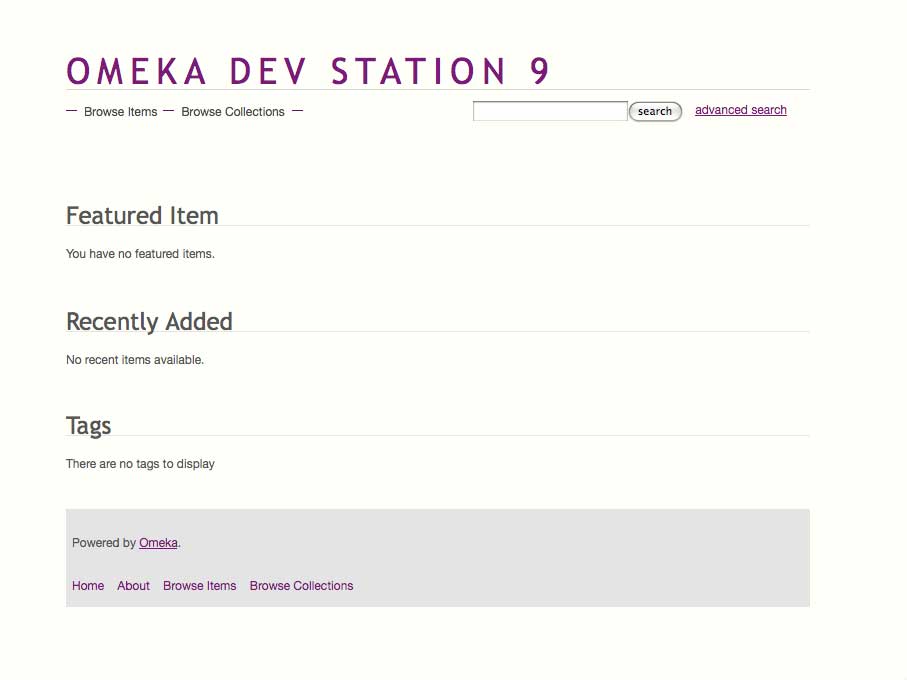 OMEKA DEV STATION 9
— Browse Items — Browse Collections — search advanced search
Featured Item
You have no featured items.
Recently Added
No recent items available.
Tags
There are no tags to display
Powered by Omeka.
Home About Browse Items Browse Collections